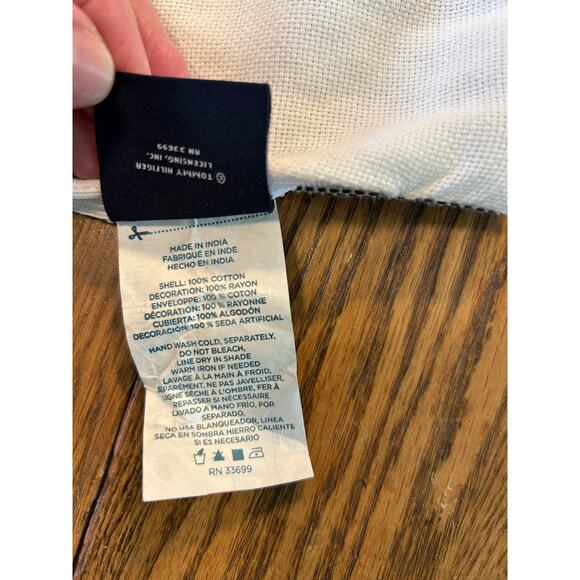 © TOMMY HILFIGER
LICENSING, INC.
RN 33699
MADE IN INDIA
FABRIQUÉ EN INDE
HECHO EN INDIA
SHELL: 100% COTTON
DECORATION: 100% RAYON
ENVELOPPE: 100 % COTON
DÉCORATION: 100 % RAYONNE
CUBIERTA: 100% ALGODÓN
DECORACIÓN: 100 % SEDA ARTIFICIAL
HAND WASH COLD, SEPARATELY,
DO NOT BLEACH,
LINE DRY IN SHADE
WARM IRON IF NEEDED
LAVAGE À LA MAIN À FROID,
SÉPARÉMENT, NE PAS JAVELLISER,
LIGNE SÈCHE À L'OMBRE, FER À
REPASSER SI NÉCESSAIRE
LAVADO A MANO FRÍO, POR
SEPARADO,
NO USA BLANQUEADOR, LINEA
SECA EN SOMBRA HIERRO CALIENTE
SI ES NECESARIO
RN 33699